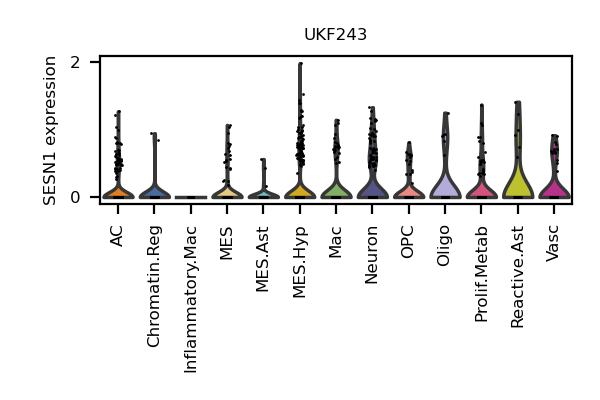 UKF243
SESN1 expression
2
0
AC
Chromatin.Reg
Inflammatory.Mac
MES
MES.Ast
MES.Hyp
Mac
Neuron
OPC
Oligo
Prolif.Metab
Reactive.Ast
Vasc